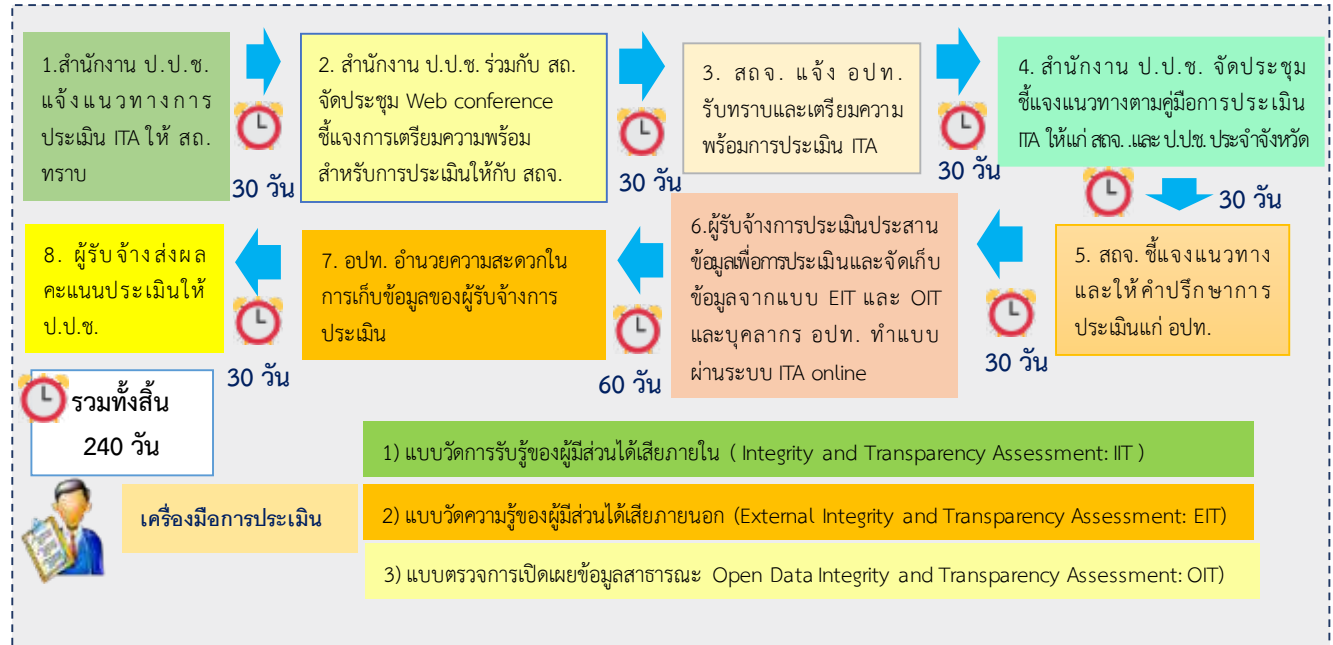 1.สำนักงาน ป.ป.ช.
แจ้งแนวทางการ
ประเมิน ITA ให้ สถ.
ทราบ
30 วัน
2. สำนักงาน ป.ป.ช. ร่วมกับ สถ.
จัดประชุม Web conference
ชี้แจงการเตรียมความพร้อม
สำหรับการประเมินให้กับ สถจ.
30 วัน
3. สถจ. แจ้ง อปท.
รับทราบและเตรียมความ
พร้อมการประเมิน ITA
30 วัน
4. สำนักงาน ป.ป.ช. จัดประชุม
ชี้แจงแนวทางตามคู่มือการประเมิน
ITA ให้แก่ สถจ. .และ ป.ป.ช. ประจำจังหวัด
30 วัน
5. สถจ. ชี้แจงแนวทาง
และให้คำปรึกษาการ
ประเมินแก่ อปท.
30 วัน
6.ผู้รับจ้างการประเมินประสาน
ข้อมูลเพื่อการประเมินและจัดเก็บ
ข้อมูลจากแบบ EIT และ OIT
และบุคลากร อปท. ทำแบบ
ผ่านระบบ ITA online
60 วัน
7. อปท. อำนวยความสะดวกใน
การเก็บข้อมูลของผู้รับจ้างการ
ประเมิน
30 วัน
8. ผู้รับจ้างส่งผล
คะแนนประเมินให้
ป.ป.ช.
รวมทั้งสิ้น
240 วัน
เครื่องมือการประเมิน
1) แบบวัดการรับรู้ของผู้มีส่วนได้เสียภายใน ( Integrity and Transparency Assessment: IIT )
2) แบบวัดความรู้ของผู้มีส่วนได้เสียภายนอก (External Integrity and Transparency Assessment: EIT)
3) แบบตรวจการเปิดเผยข้อมูลสาธารณะ Open Data Integrity and Transparency Assessment: OIT)